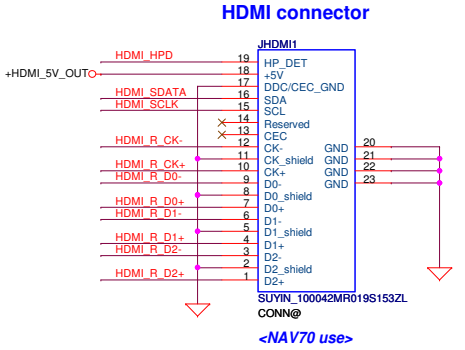 HDMI connector
JHDMI1
HDMI_HPD 19 HP_DET
+HDMI_5V_OUT 18 +5V
17 DDC/CEC_GND
HDMI_SDATA 16 SDA
HDMI_SCLK 15 SCL
14 Reserved
13 CEC
HDMI_R_CK- 12 CK- GND 20
11 CK_shield GND 21
HDMI_R_CK+ 10 CK+ GND 22
HDMI_R_D0- 9 D0- GND 23
8 D0_shield
HDMI_R_D0+ 7 D0+
HDMI_R_D1- 6 D1-
5 D1_shield
HDMI_R_D1+ 4 D1+
HDMI_R_D2- 3 D2-
2 D2_shield
HDMI_R_D2+ 1 D2+
SUYIN_100042MR019S153ZL
CONN@
<NAV70 use>